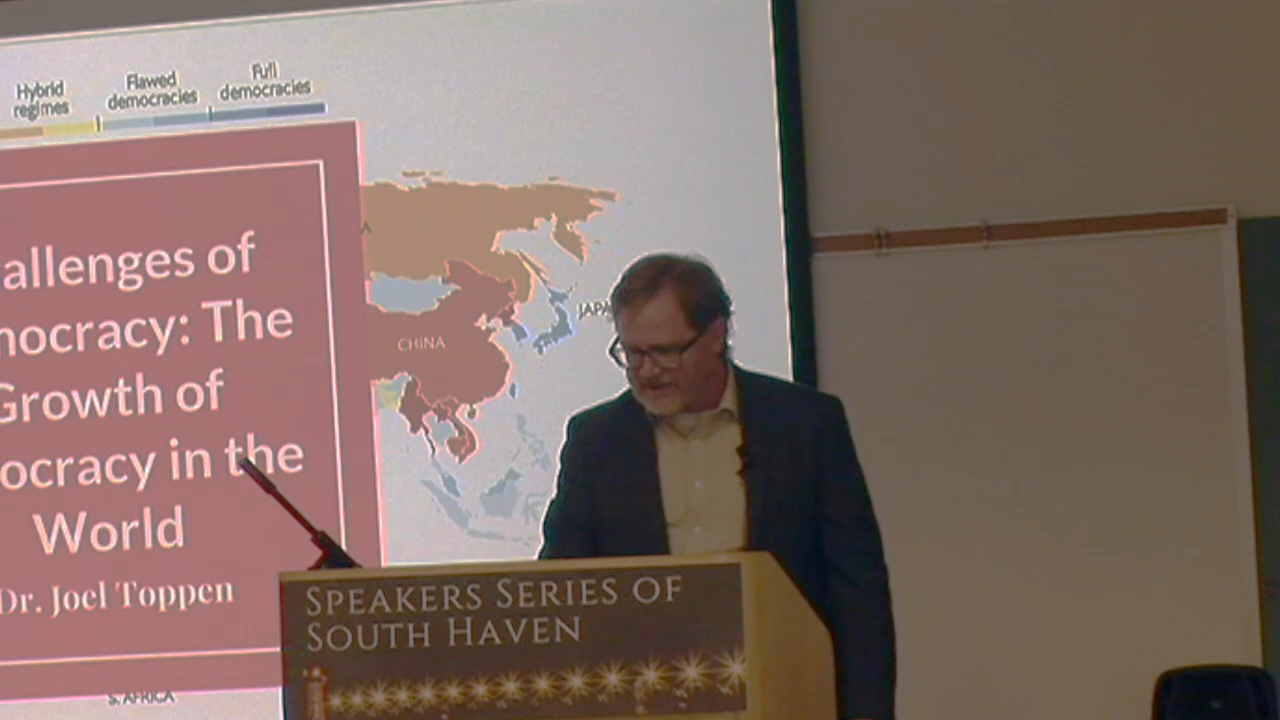 Hybrid
regimes
Flawed
democracies
Full
democracies
allenges of
mocracy: The
Growth of
ocracy in the
World
Dr. Joel Toppen
CHINA
JAPA
S. AFRICA
SPEAKERS SERIES OF
SOUTH HAVEN